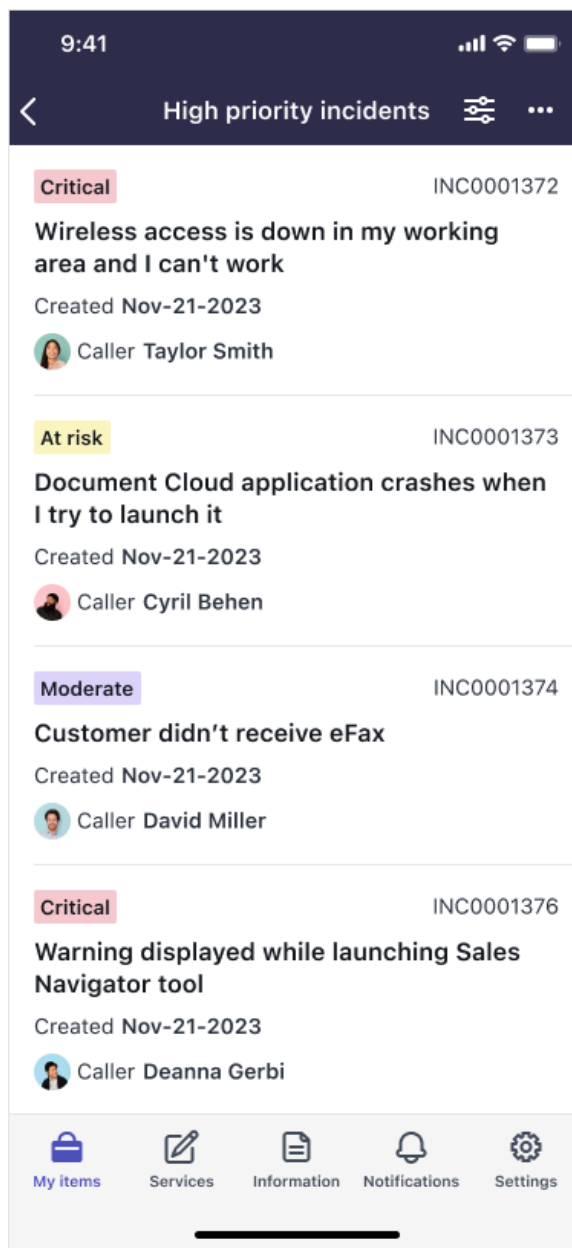 9:41
High priority incidents
Critical INC0001372
Wireless access is down in my working
area and I can't work
Created Nov-21-2023
Caller Taylor Smith
At risk INC0001373
Document Cloud application crashes when
I try to launch it
Created Nov-21-2023
Caller Cyril Behen
Moderate INC0001374
Customer didn’t receive eFax
Created Nov-21-2023
Caller David Miller
Critical INC0001376
Warning displayed while launching Sales
Navigator tool
Created Nov-21-2023
Caller Deanna Gerbi
My items Services Information Notifications Settings